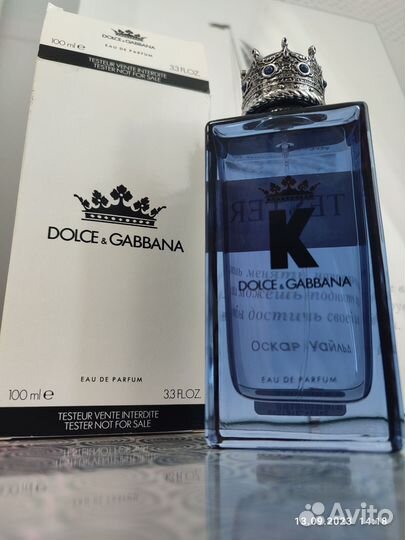 100 ml e 3.3 FL.OZ.
EAU DE PARFUM
TESTEUR VENTE INTERDITE
TESTER NOT FOR SALE
DOLCE & GABBANA
EAU DE PARFUM
100 ml e 3.3 FL.OZ.
TESTEUR VENTE INTERDITE
TESTER NOT FOR SALE
K
DOLCE & GABBANA
Оскар Уайльд
EAU DE PARFUM
Avito
13.09.2023 14:18